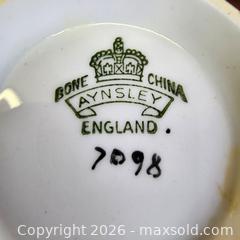 BONE CHINA
AYNSLEY
ENGLAND.
7098
Copyright ©2026 - maxsold.com